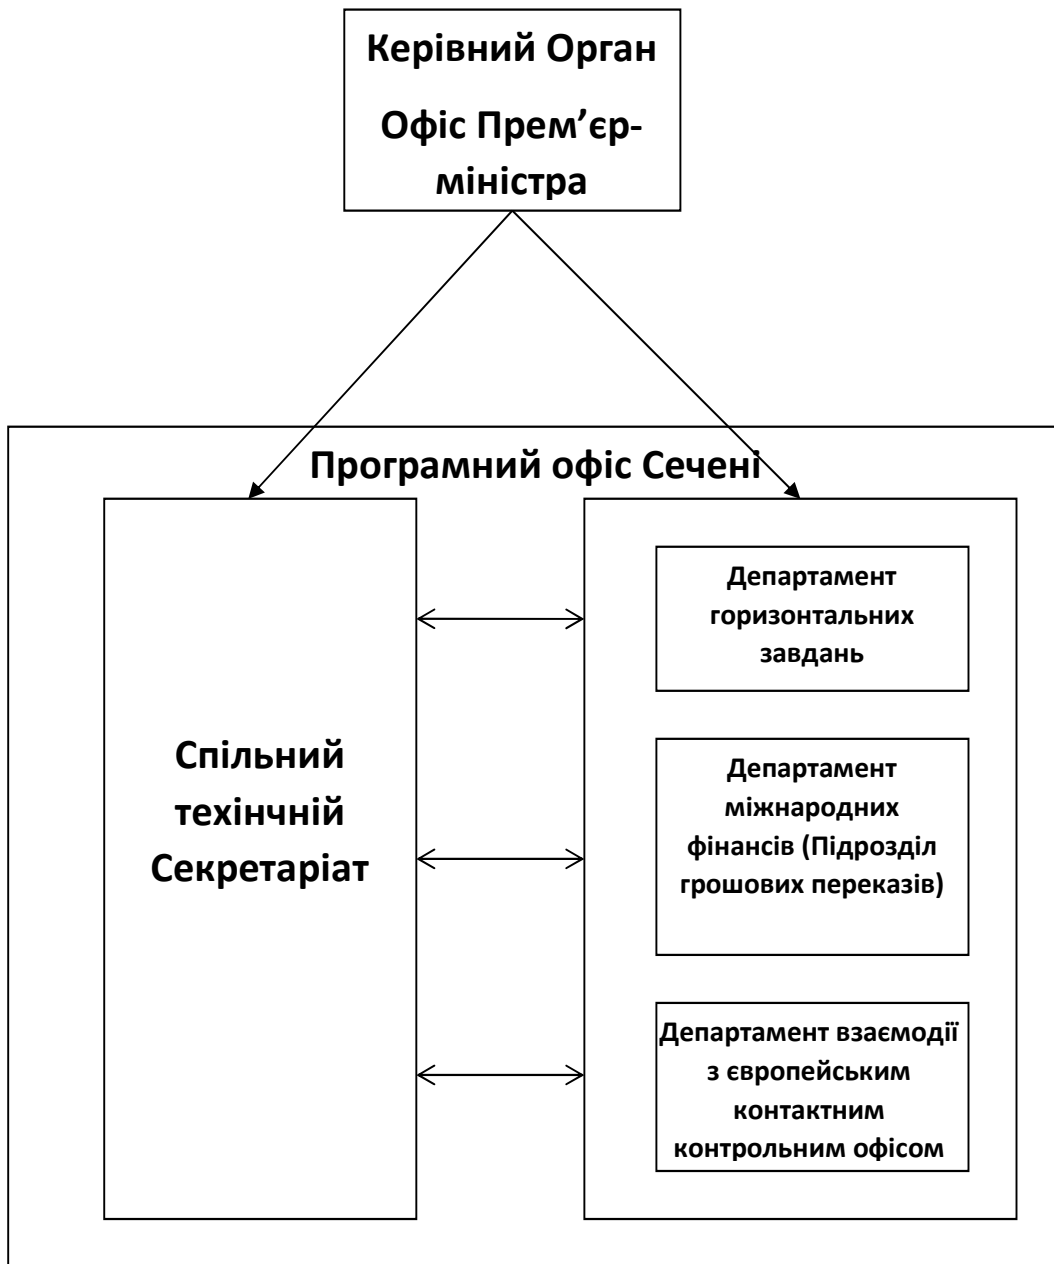 Керівний Орган
Офіс Прем’єр-
міністра
Програмний офіс Сечені
Спільний
техінчній
Секретаріат
Департамент
горизонтальних
завдань
Департамент
міжнародних
фінансів (Підрозділ
грошових переказів)
Департамент взаємодії
з європейським
контактним
контрольним офісом